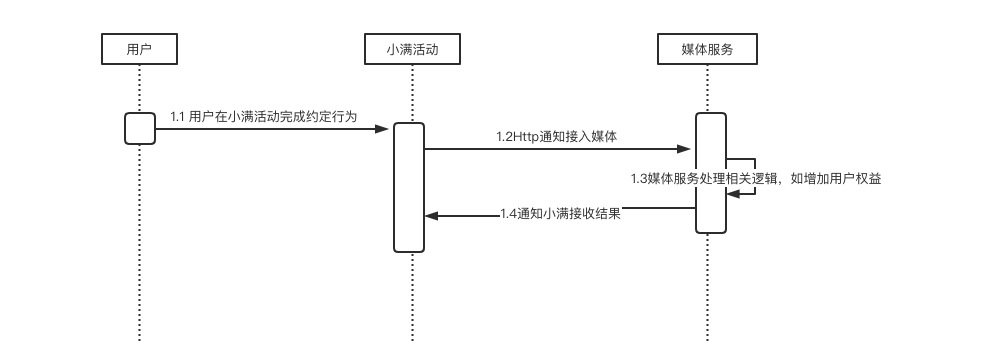 用户
小满活动
媒体服务
1.1 用户在小满活动完成约定行为
1.2Http通知接入媒体
1.3媒体服务处理相关逻辑，如增加用户权益
1.4通知小满接收结果